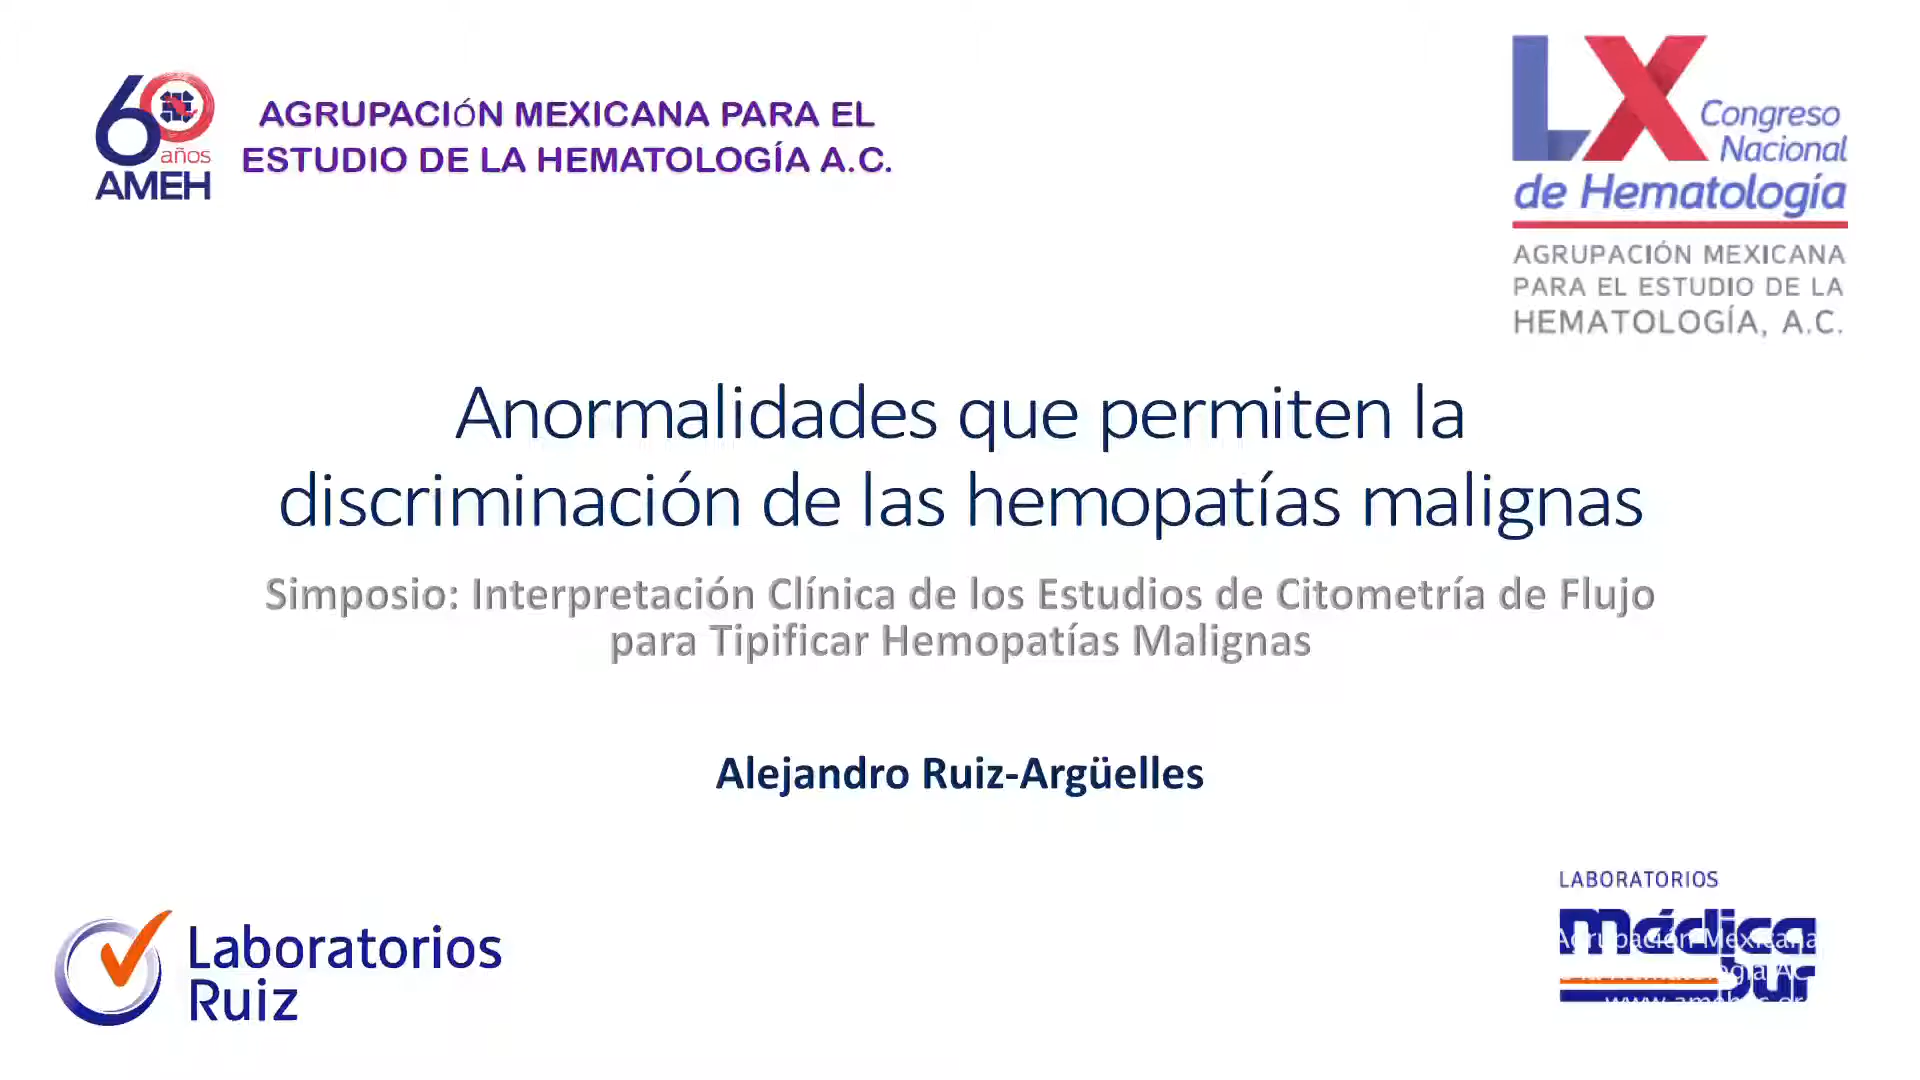 60 años
AMEH
AGRUPACIÓN MEXICANA PARA EL
ESTUDIO DE LA HEMATOLOGÍA A.C.
LX
Congreso
Nacional
de Hematología
AGRUPACIÓN MEXICANA
PARA EL ESTUDIO DE LA
HEMATOLOGÍA, A.C.
Anormalidades que permiten la
discriminación de las hemopatías malignas
Simposio: Interpretación Clínica de los Estudios de Citometría de Flujo
para Tipificar Hemopatías Malignas
Alejandro Ruiz-Argüelles
Laboratorios
Ruiz
LABORATORIOS
médica
sur
Agrupación Mexicana